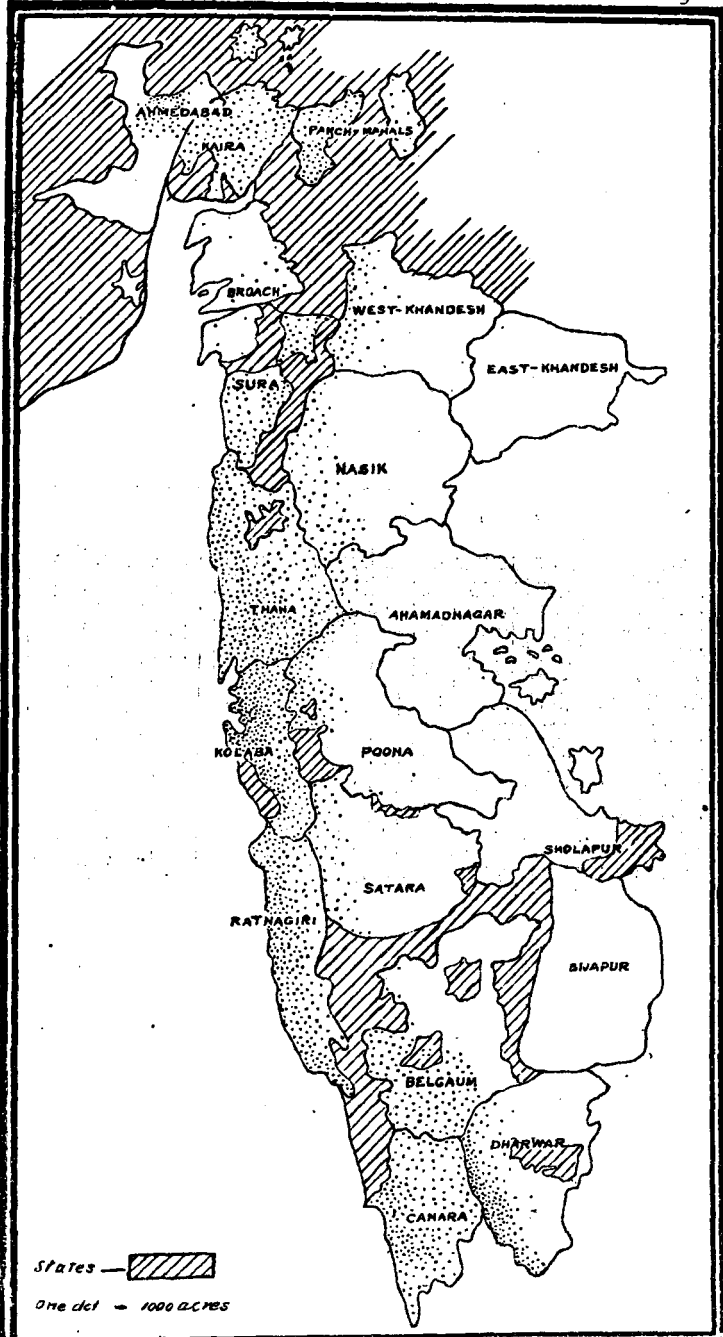 AHMEDABAD
KAIRA
PANCH-MAHALS
BROACH
WEST-KHANDESH
EAST-KHANDESH
SURA
NASIK
THANA
AHAMADNAGAR
KOLABA
POONA
SHOLAPUR
SATARA
RATNAGIRI
BIJAPUR
BELGAUM
DHARWAR
CANARA
States —
One dot = 1000 acres